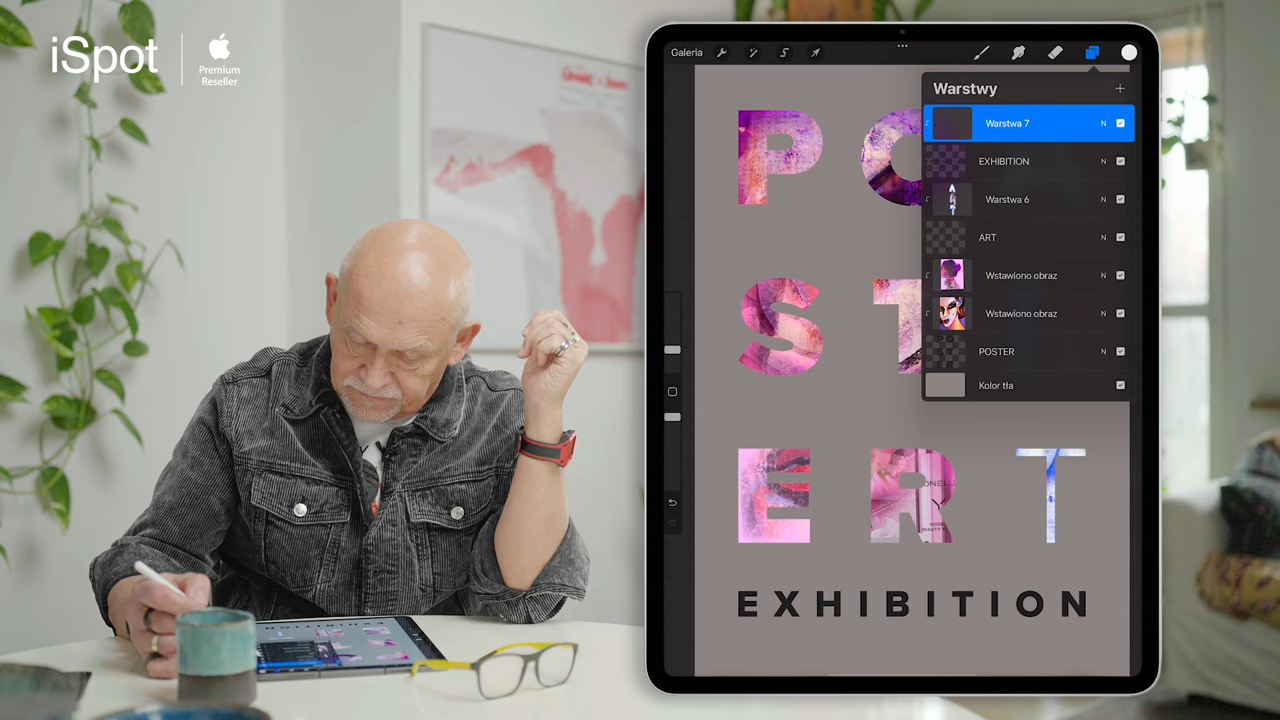 iSpot
Premium
Reseller
Galeria
Warstwy
Warstwa 7
N
EXHIBITION
N
Warstwa 6
N
ART
N
Wstawiono obraz
N
Wstawiono obraz
N
POSTER
N
Kolor tła
P
S T
E R T
EXHIBITION
EXHIBITION